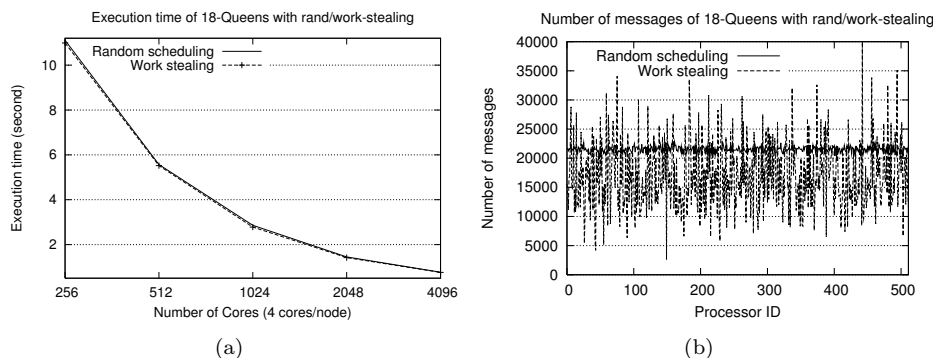 Execution time of 18-Queens with rand/work-stealing
Random scheduling
Work stealing
Execution time (second)
10
8
6
4
2
256
512
1024
2048
4096
Number of Cores (4 cores/node)
(a)
Number of messages of 18-Queens with rand/work-stealing
Random scheduling
Work stealing
Number of messages
40000
35000
30000
25000
20000
15000
10000
5000
0
0
100
200
300
400
500
Processor ID
(b)